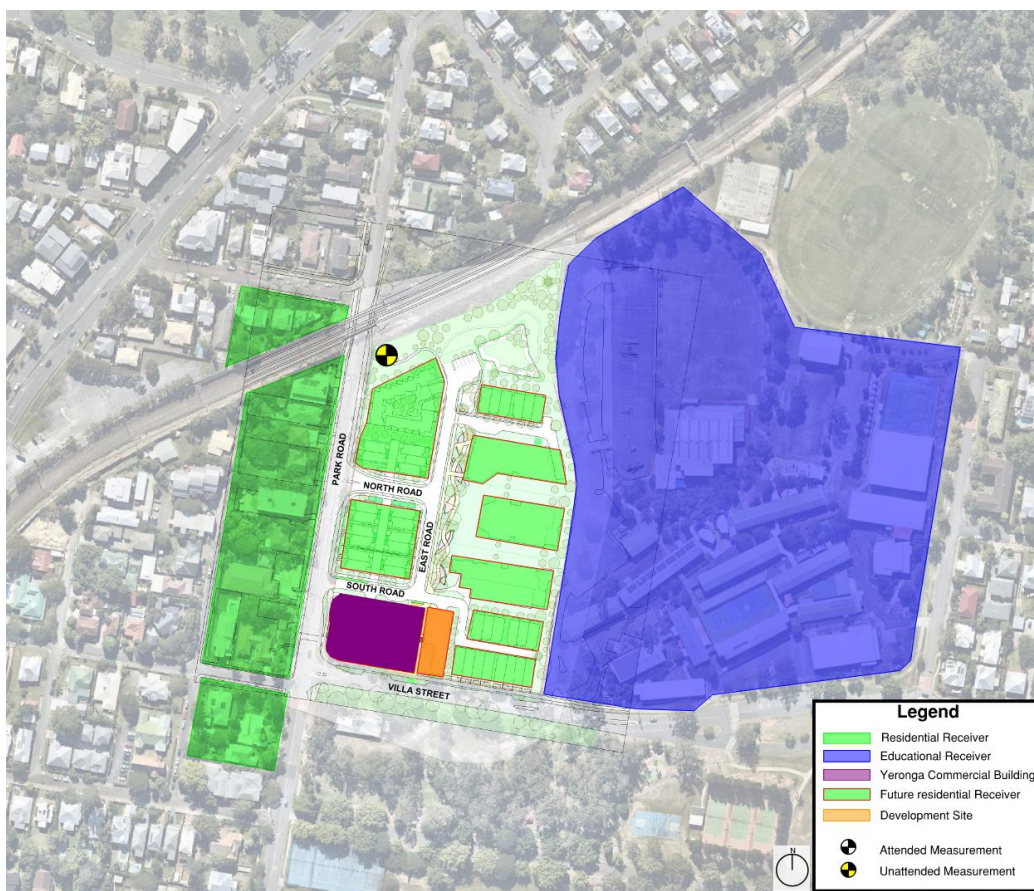 PARK ROAD
NORTH ROAD
EAST ROAD
SOUTH ROAD
VILLA STREET
Legend
Residential Receiver
Educational Receiver
Yeronga Commercial Building
Future residential Receiver
Development Site
Attended Measurement
Unattended Measurement
N